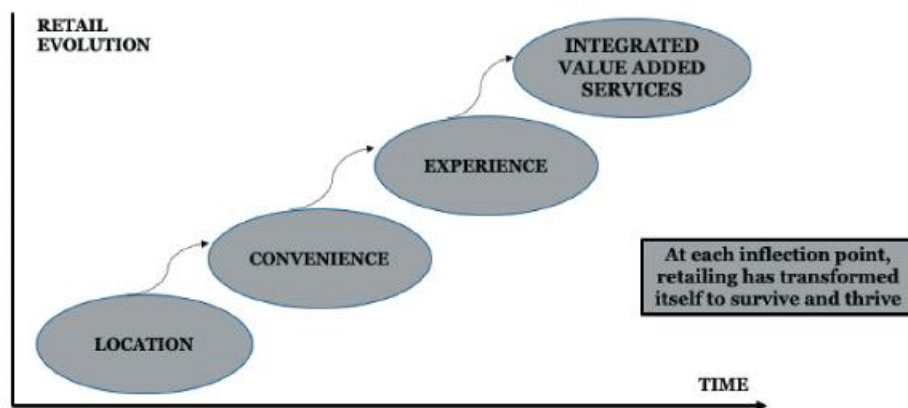 RETAIL
EVOLUTION
INTEGRATED
VALUE ADDED
SERVICES
EXPERIENCE
CONVENIENCE
At each inflection point,
retailing has transformed
itself to survive and thrive
LOCATION
TIME